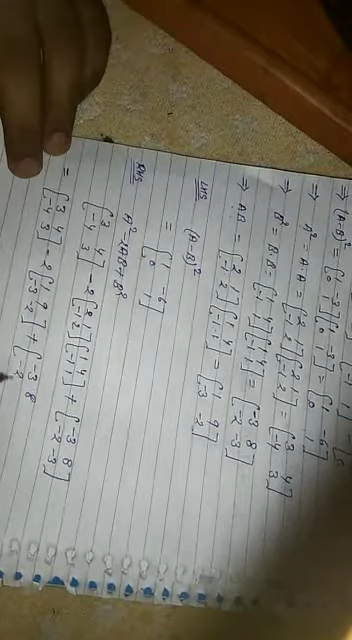 ⇒ (A-B)² = [1 -3; 0 1][1 -3; 0 1] = [1 -6; 0 1]
⇒ A² = A.A = [2 1; -1 2][2 1; -1 2] = [3 4; -4 3]
⇒ B² = B.B = [1 4; -1 1][1 4; -1 1] = [-3 8; -2 -3]
⇒ AB = [2 1; -1 2][1 4; -1 1] = [1 9; -3 -2]
LHS (A-B)²
= [1 -6; 0 1]
RHS A²-2AB+B²
[3 4; -4 3] -2[2 1; -1 2][1 4; -1 1] + [-3 8; -2 -3]
= [3 4; -4 3] -2[1 9; -3 -2] + [-3 8; -2